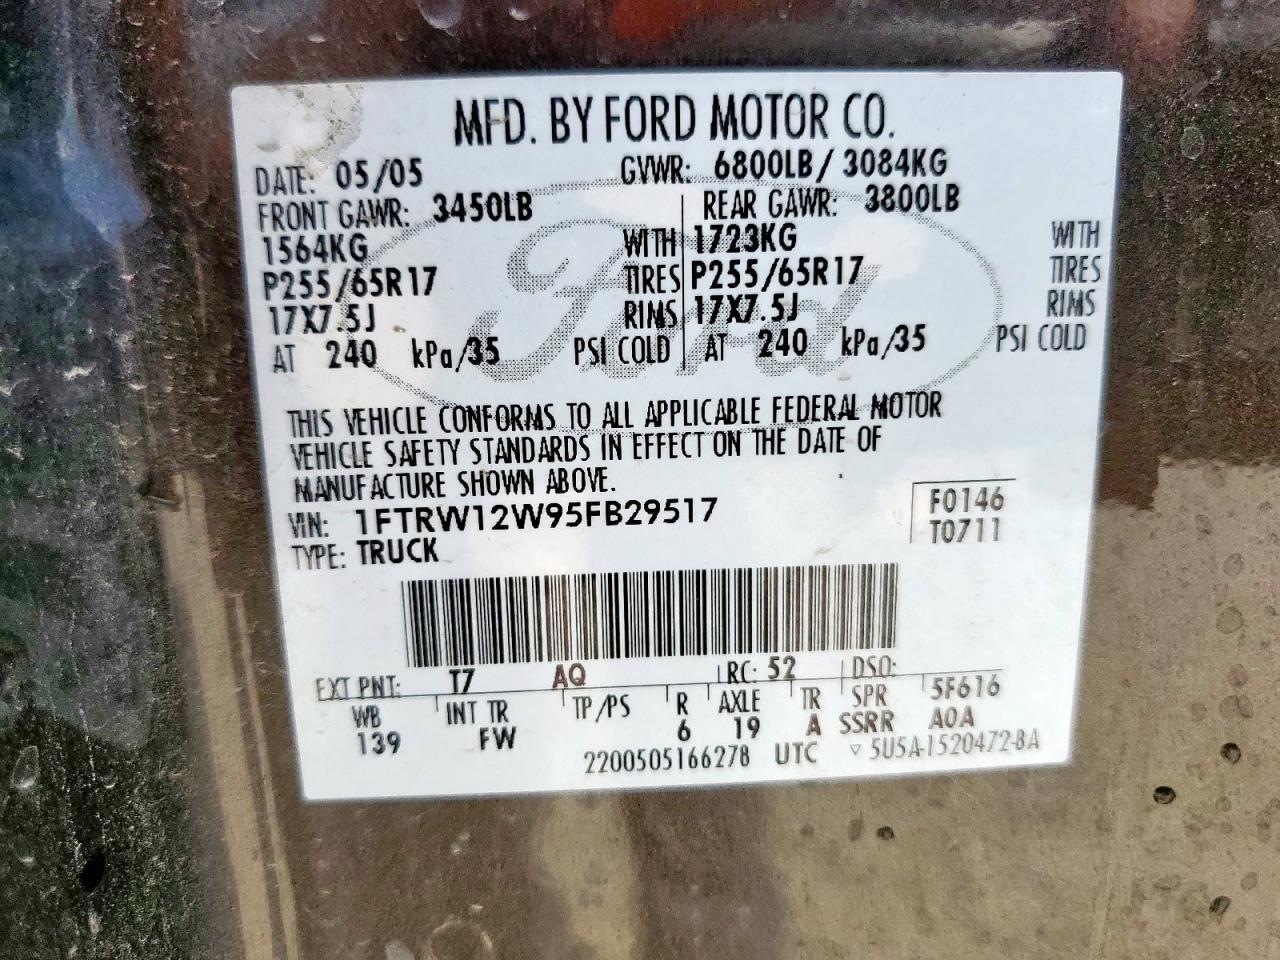 MFD. BY FORD MOTOR CO.
DATE: 05/05 GVWR: 6800LB/ 3084KG
FRONT GAWR: 3450LB REAR GAWR: 3800LB
1564KG WITH 1723KG WITH
P255/65R17 TIRES P255/65R17 TIRES
17X7.5J RIMS 17X7.5J RIMS
AT 240 kPa/35 PSI COLD AT 240 kPa/35 PSI COLD
Ford
THIS VEHICLE CONFORMS TO ALL APPLICABLE FEDERAL MOTOR
VEHICLE SAFETY STANDARDS IN EFFECT ON THE DATE OF
MANUFACTURE SHOWN ABOVE.
VIN: 1FTRW12W95FB29517 F0146
TYPE: TRUCK T0711
EXT PNT: T7 AQ RC: 52 DSO:
WB INT TR TP/PS R AXLE TR SPR 5F616
139 FW 6 19 A SSRR A0A
2200505166278 UTC ▽ 5U5A-1520472-BA